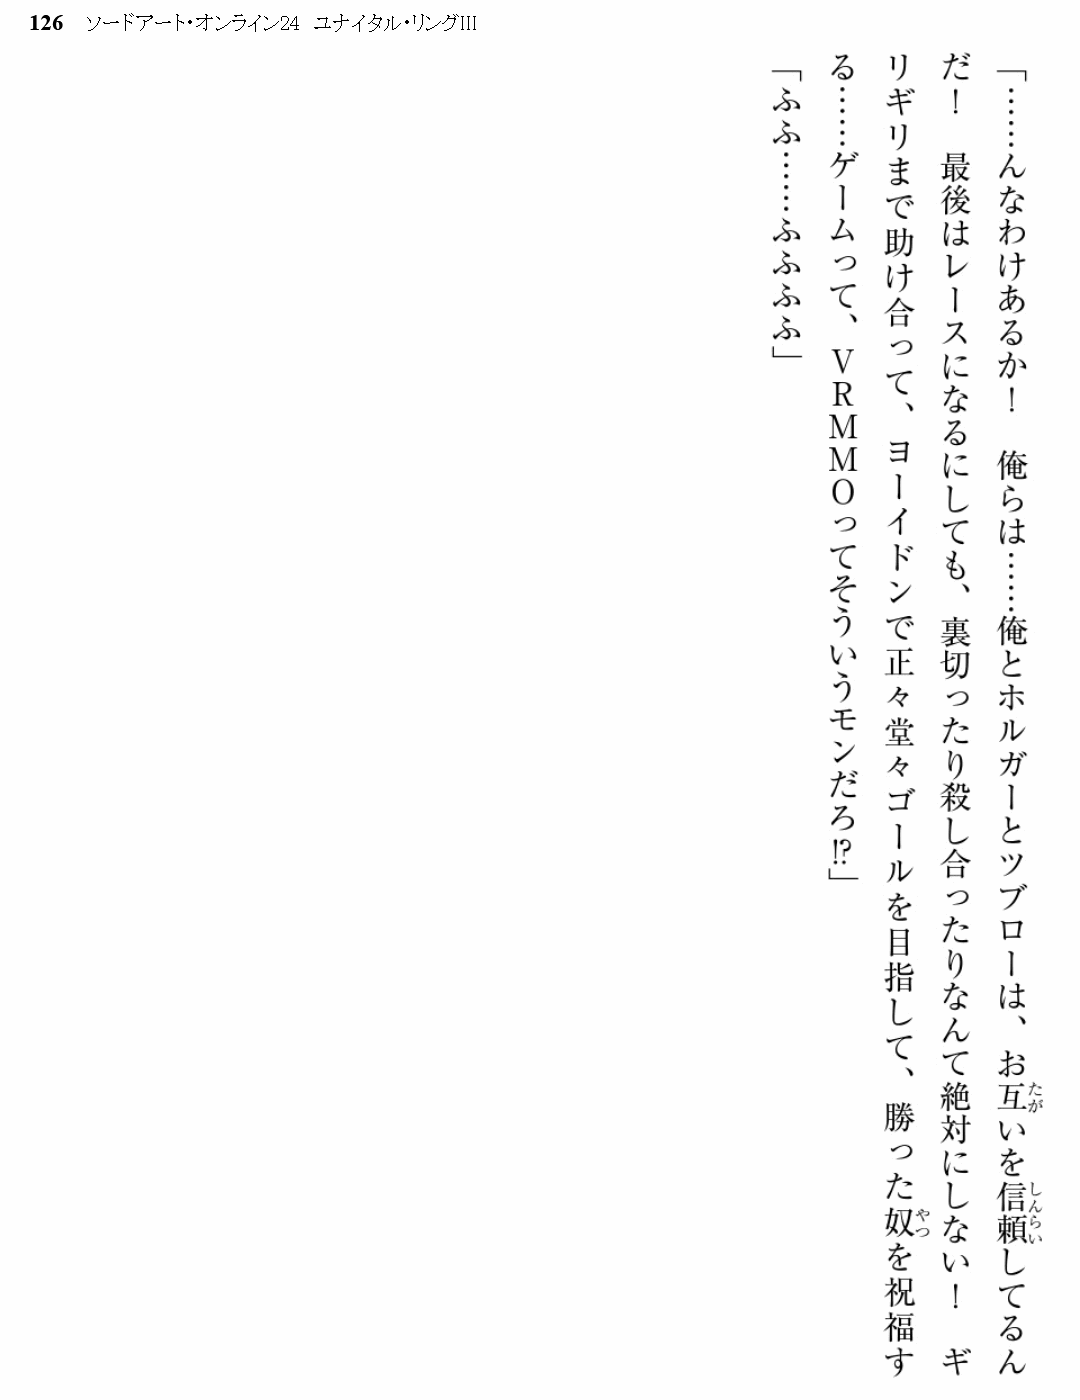 126 ソードアート・オンライン24 ユナイタル・リングIII
「……んなわけあるか！　俺らは……俺とホルガーとツブローは、お互いを信頼してるん
だ！　最後はレースになるにしても、裏切ったり殺し合ったりなんて絶対にしない！　ギ
リギリまで助け合って、ヨーイドンで正々堂々ゴールを目指して、勝った奴を祝福す
る……ゲームって、ＶＲＭＭＯってそういうモンだろ!?」
「ふふ……ふふふふ」